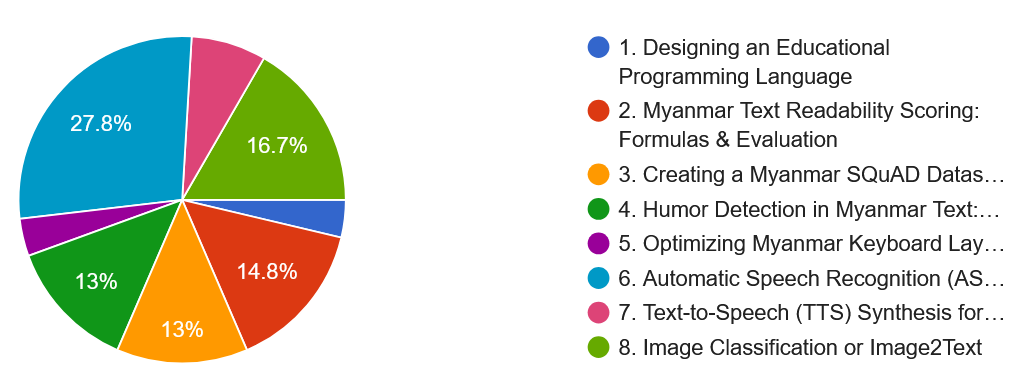 27.8%
16.7%
14.8%
13%
13%
1. Designing an Educational
Programming Language
2. Myanmar Text Readability Scoring:
Formulas & Evaluation
3. Creating a Myanmar SQuAD Datas…
4. Humor Detection in Myanmar Text:…
5. Optimizing Myanmar Keyboard Lay…
6. Automatic Speech Recognition (AS…
7. Text-to-Speech (TTS) Synthesis for…
8. Image Classification or Image2Text